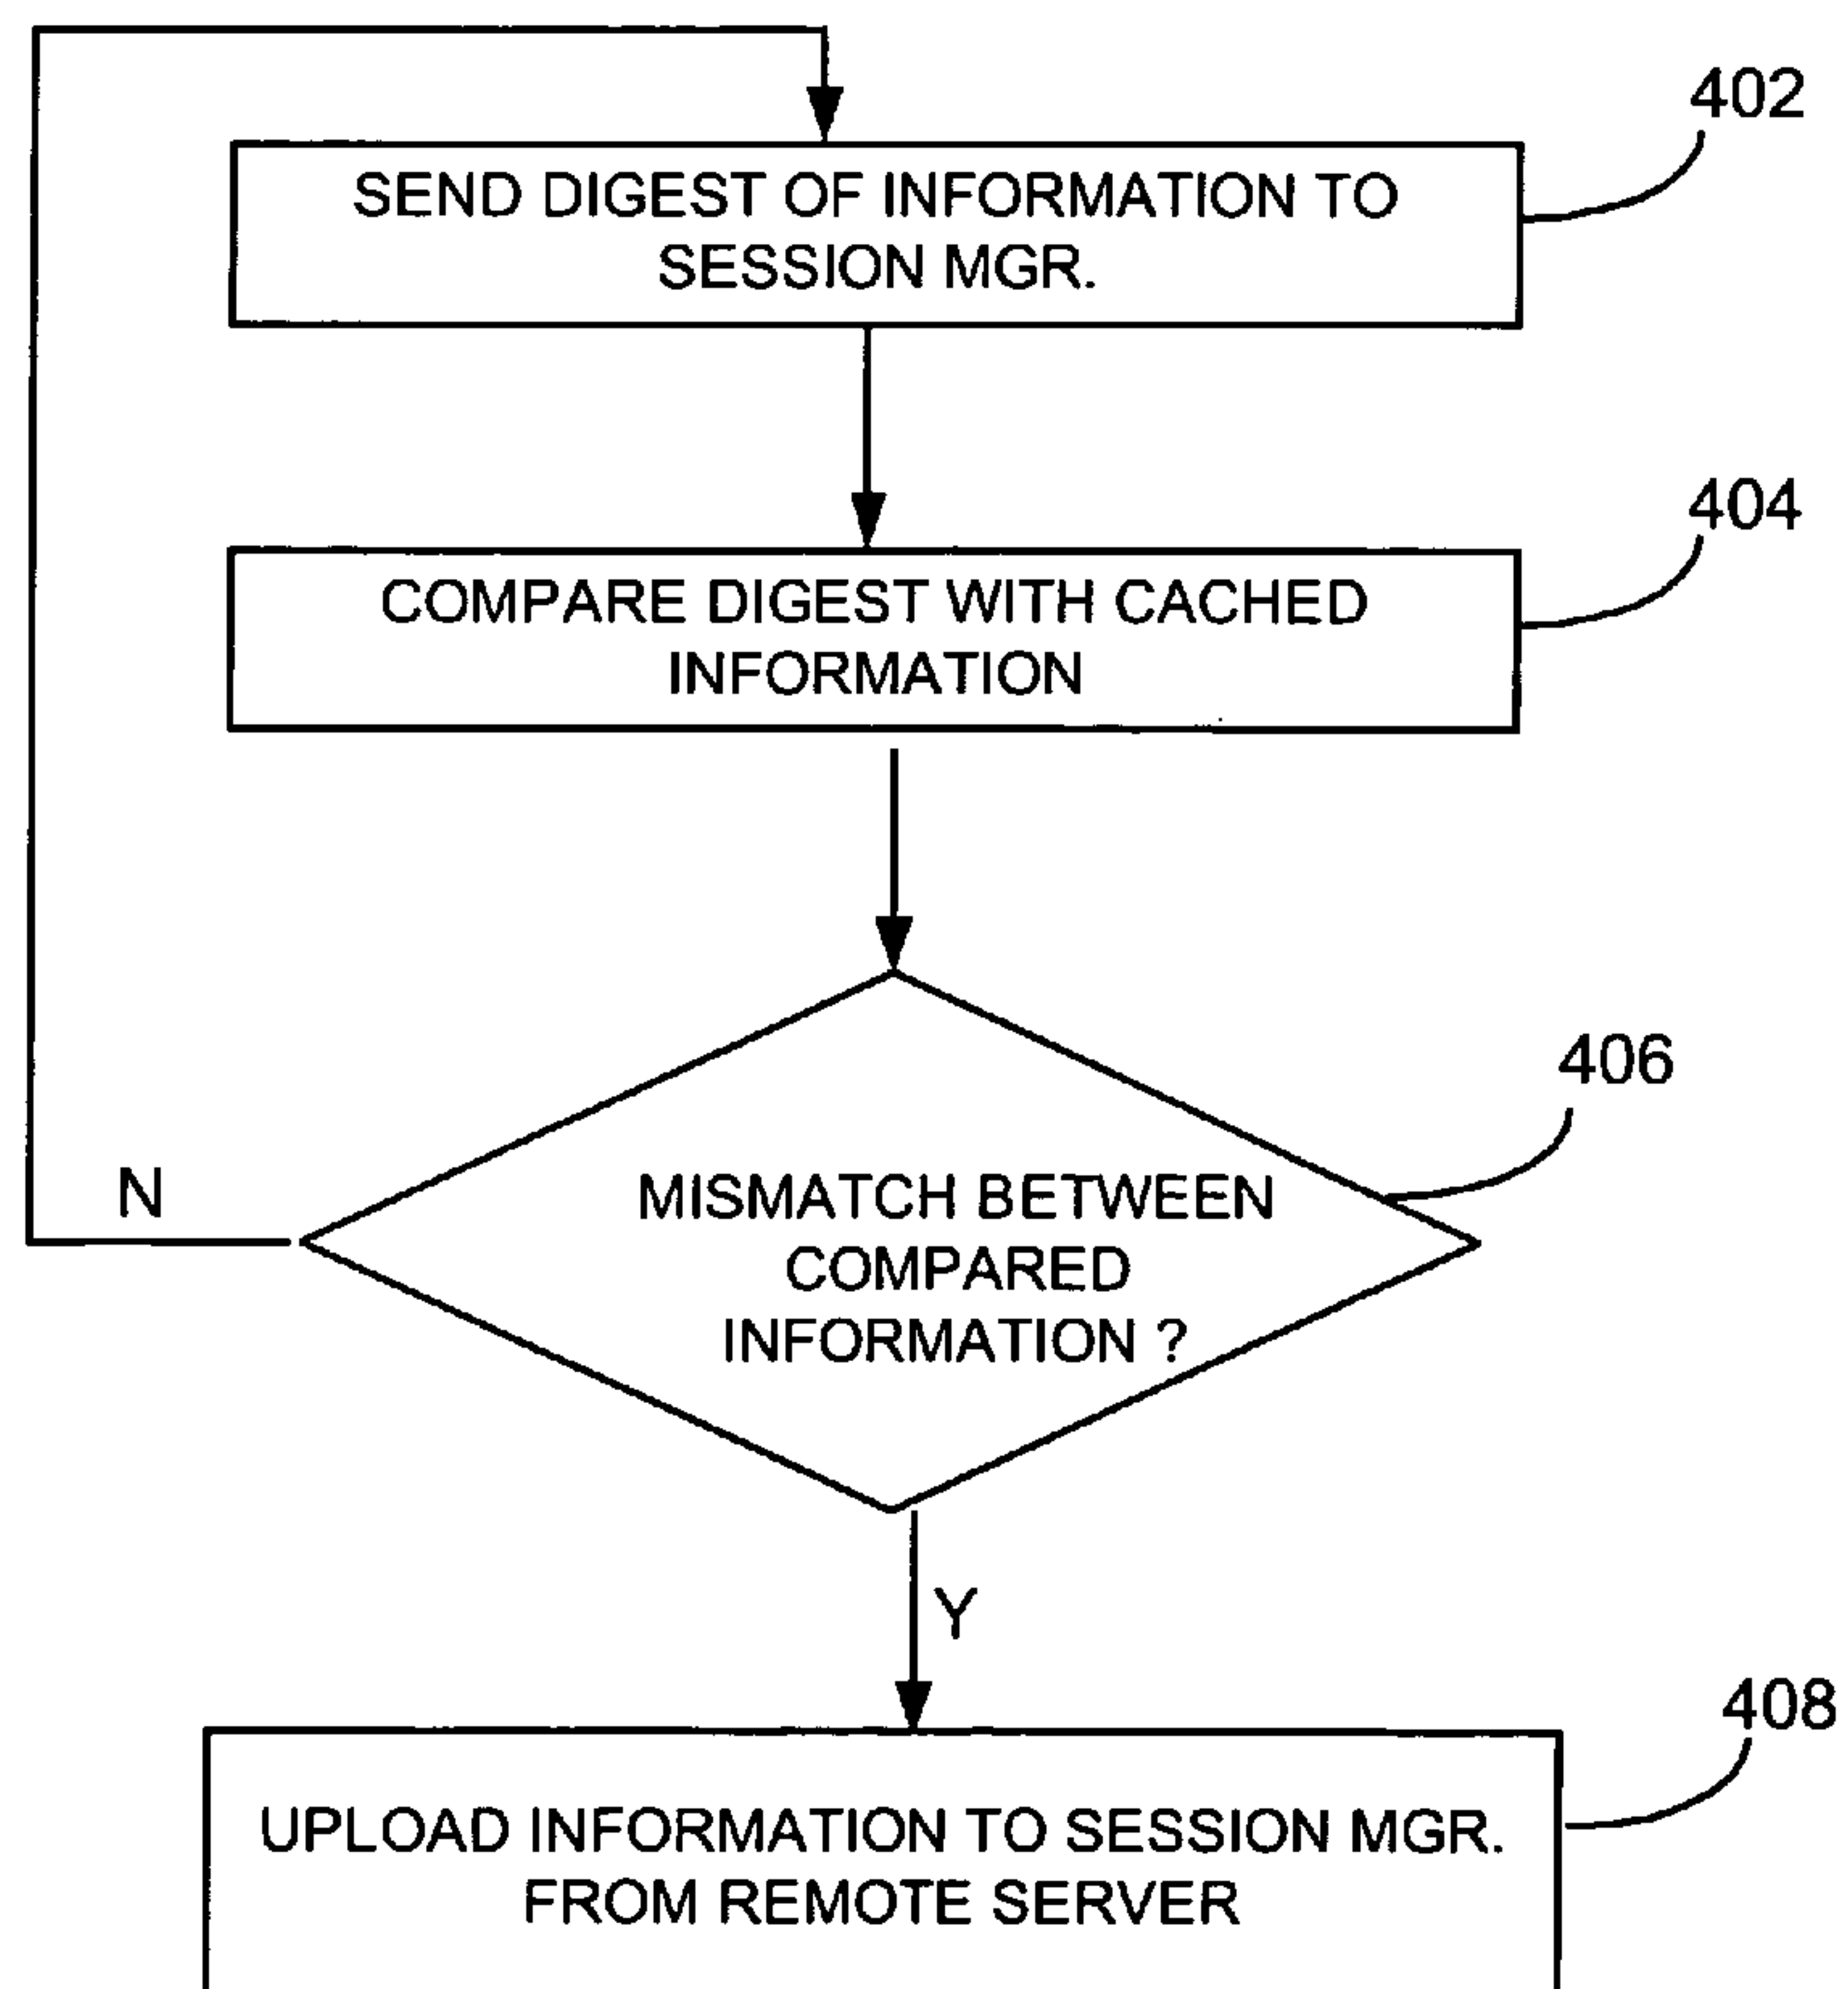 402
SEND DIGEST OF INFORMATION TO
SESSION MGR.
404
COMPARE DIGEST WITH CACHED
INFORMATION
406
N
MISMATCH BETWEEN
COMPARED
INFORMATION ?
Y
408
UPLOAD INFORMATION TO SESSION MGR.
FROM REMOTE SERVER